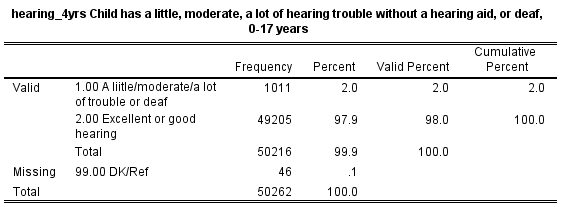 hearing_4yrs Child has a little, moderate, a lot of hearing trouble without a hearing aid, or deaf,
0-17 years
Frequency Percent Valid Percent Cumulative Percent
Valid 1.00 A liitle/moderate/a lot of trouble or deaf 1011 2.0 2.0 2.0
2.00 Excellent or good hearing 49205 97.9 98.0 100.0
Total 50216 99.9 100.0
Missing 99.00 DK/Ref 46 .1
Total 50262 100.0